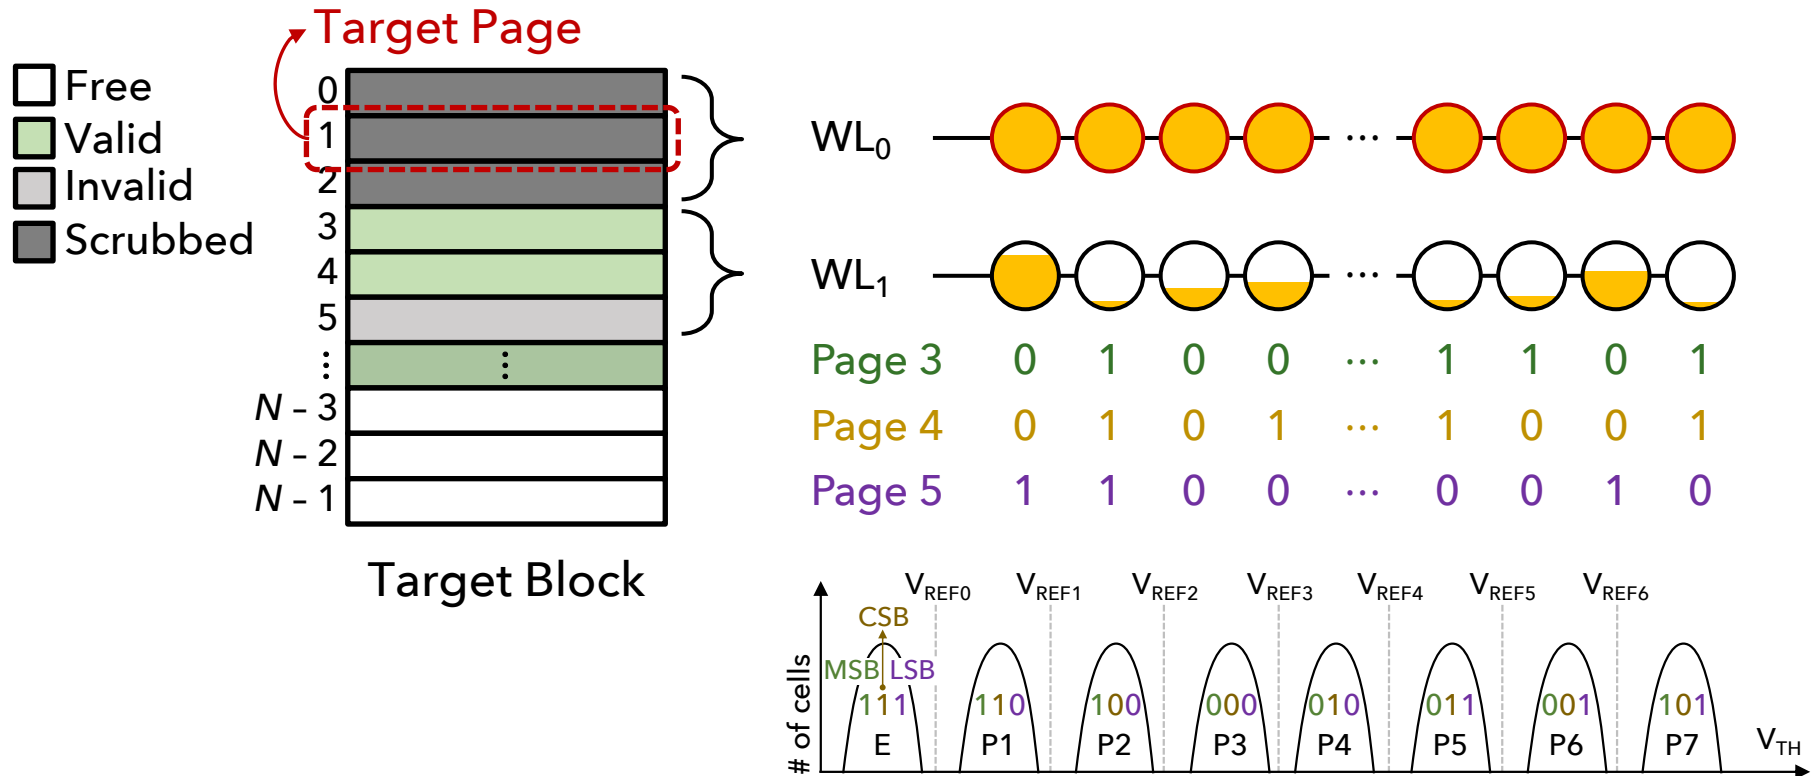 Target Page
Free
Valid
Invalid
Scrubbed
0
1
2
3
4
5
⋮ ⋮
N – 3
N – 2
N – 1
Target Block
WL0 ...
WL1 ...
Page 3 0 1 0 0 ... 1 1 0 1
Page 4 0 1 0 1 ... 1 0 0 1
Page 5 1 1 0 0 ... 0 0 1 0
VREF0 VREF1 VREF2 VREF3 VREF4 VREF5 VREF6
CSB
MSB LSB
111 110 100 000 010 011 001 101
E P1 P2 P3 P4 P5 P6 P7
VTH
# of cells